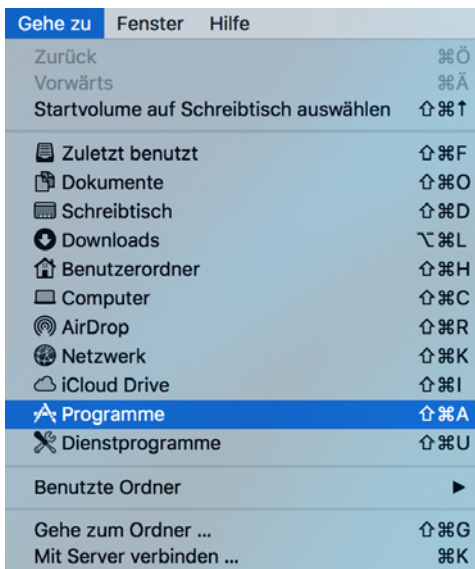 Gehe zu Fenster Hilfe
Zurück ⌘Ö
Vorwärts ⌘Ä
Startvolume auf Schreibtisch auswählen ⇧⌘↑
Zuletzt benutzt ⇧⌘F
Dokumente ⇧⌘O
Schreibtisch ⇧⌘D
Downloads ⌥⌘L
Benutzerordner ⇧⌘H
Computer ⇧⌘C
AirDrop ⇧⌘R
Netzwerk ⇧⌘K
iCloud Drive ⇧⌘I
Programme ⇧⌘A
Dienstprogramme ⇧⌘U
Benutzte Ordner ▶
Gehe zum Ordner ... ⇧⌘G
Mit Server verbinden ... ⌘K